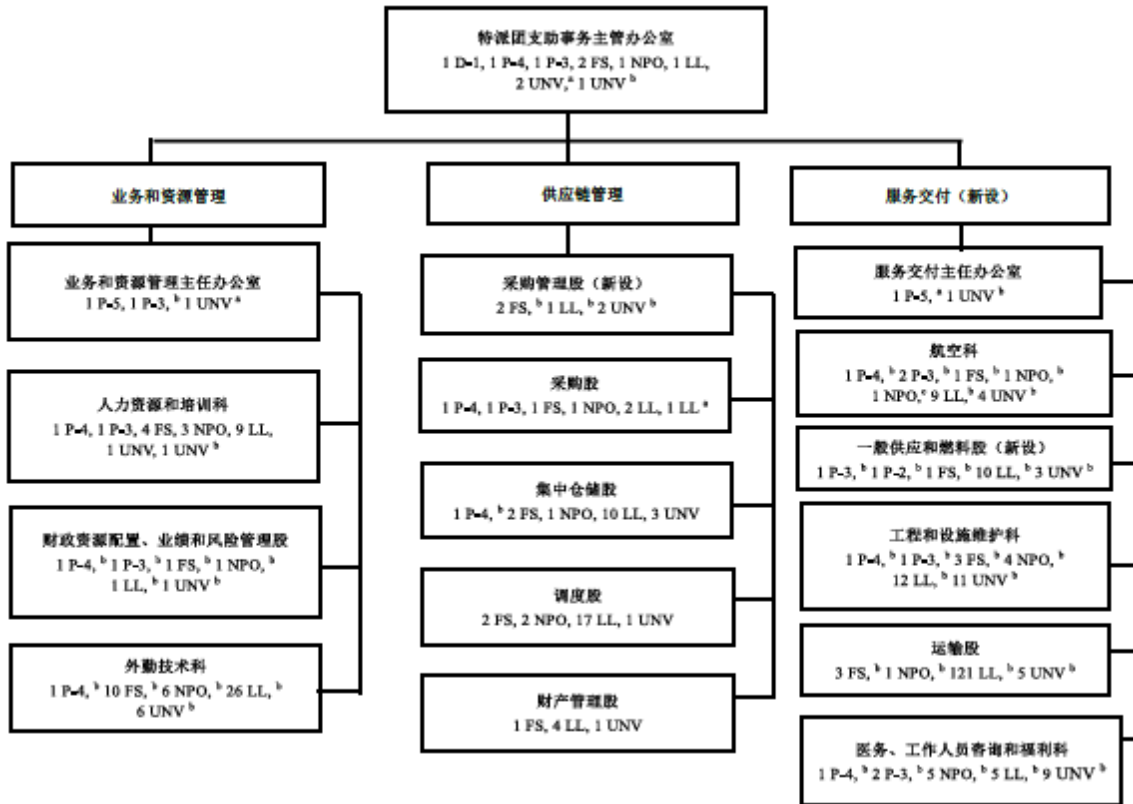 特派团支助事务主管办公室
1 D-1, 1 P-4, 1 P-3, 2 FS, 1 NPO, 1 LL,
2 UNV,ᵃ 1 UNV ᵇ
业务和资源管理
供应链管理
服务交付（新设）
业务和资源管理主任办公室
1 P-5, 1 P-3, ᵇ 1 UNV ᵃ
人力资源和培训科
1 P-4, 1 P-3, 4 FS, 3 NPO, 9 LL,
1 UNV, 1 UNV ᵇ
财政资源配置、业绩和风险管理股
1 P-4, ᵇ 1 P-3, ᵇ 1 FS, ᵇ 1 NPO, ᵇ
1 LL, ᵇ 1 UNV ᵇ
外勤技术科
1 P-4, ᵇ 10 FS, ᵇ 6 NPO, ᵇ 26 LL, ᵇ
6 UNV ᵇ
采购管理股（新设）
2 FS, ᵇ 1 LL, ᵇ 2 UNV ᵇ
采购股
1 P-4, 1 P-3, 1 FS, 1 NPO, 2 LL, 1 LL ᵃ
集中仓储股
1 P-4, ᵇ 2 FS, 1 NPO, 10 LL, 3 UNV
调度股
2 FS, 2 NPO, 17 LL, 1 UNV
财产管理股
1 FS, 4 LL, 1 UNV
服务交付主任办公室
1 P-5, ᵃ 1 UNV ᵇ
航空科
1 P-4, ᵇ 2 P-3, ᵇ 1 FS, ᵇ 1 NPO, ᵇ
1 NPO,ᶜ 9 LL,ᵇ 4 UNV ᵇ
一般供应和燃料股（新设）
1 P-3, ᵇ 1 P-2, ᵇ 1 FS, ᵇ 10 LL, ᵇ 3 UNV ᵇ
工程和设施维护科
1 P-4, ᵇ 1 P-3, ᵇ 3 FS, ᵇ 4 NPO, ᵇ
12 LL, ᵇ 11 UNV ᵇ
运输股
3 FS, ᵇ 1 NPO, ᵇ 121 LL, ᵇ 5 UNV ᵇ
医务、工作人员咨询和福利科
1 P-4, ᵇ 2 P-3, ᵇ 5 NPO, ᵇ 5 LL, ᵇ 9 UNV ᵇ